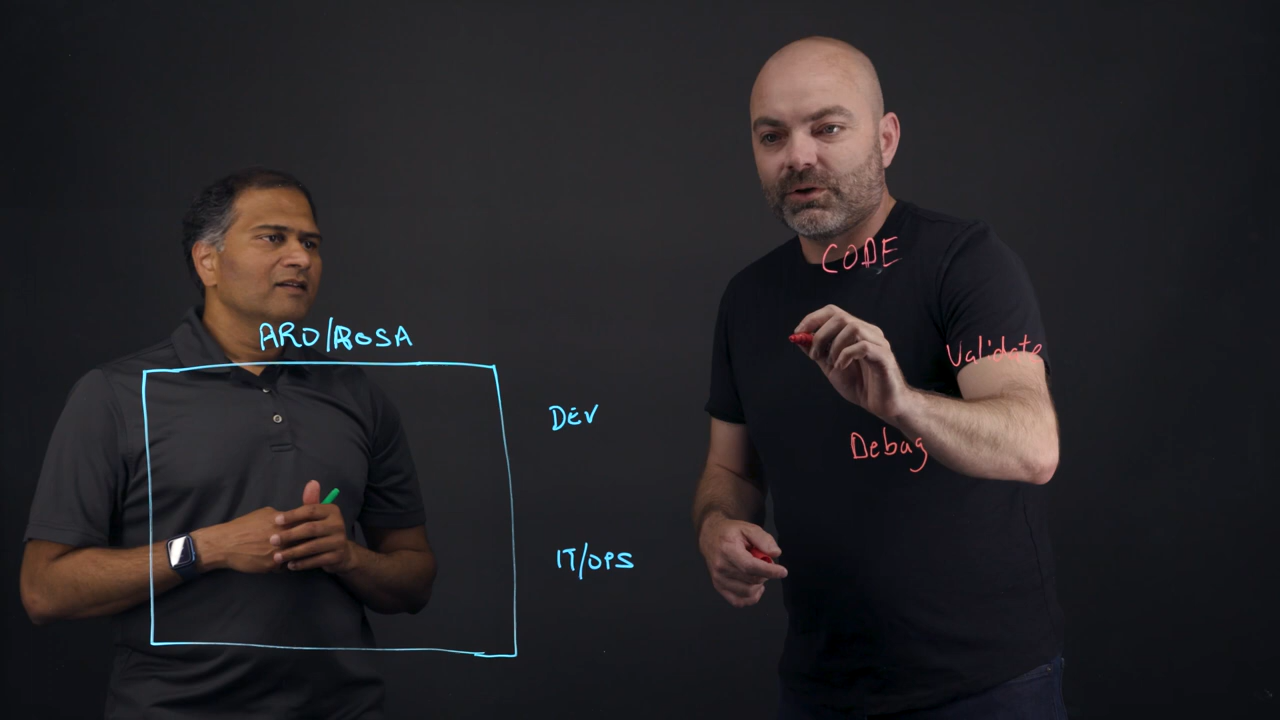 ARO/ROSA
DEV
IT/OPS
CODE
Validate
Debug